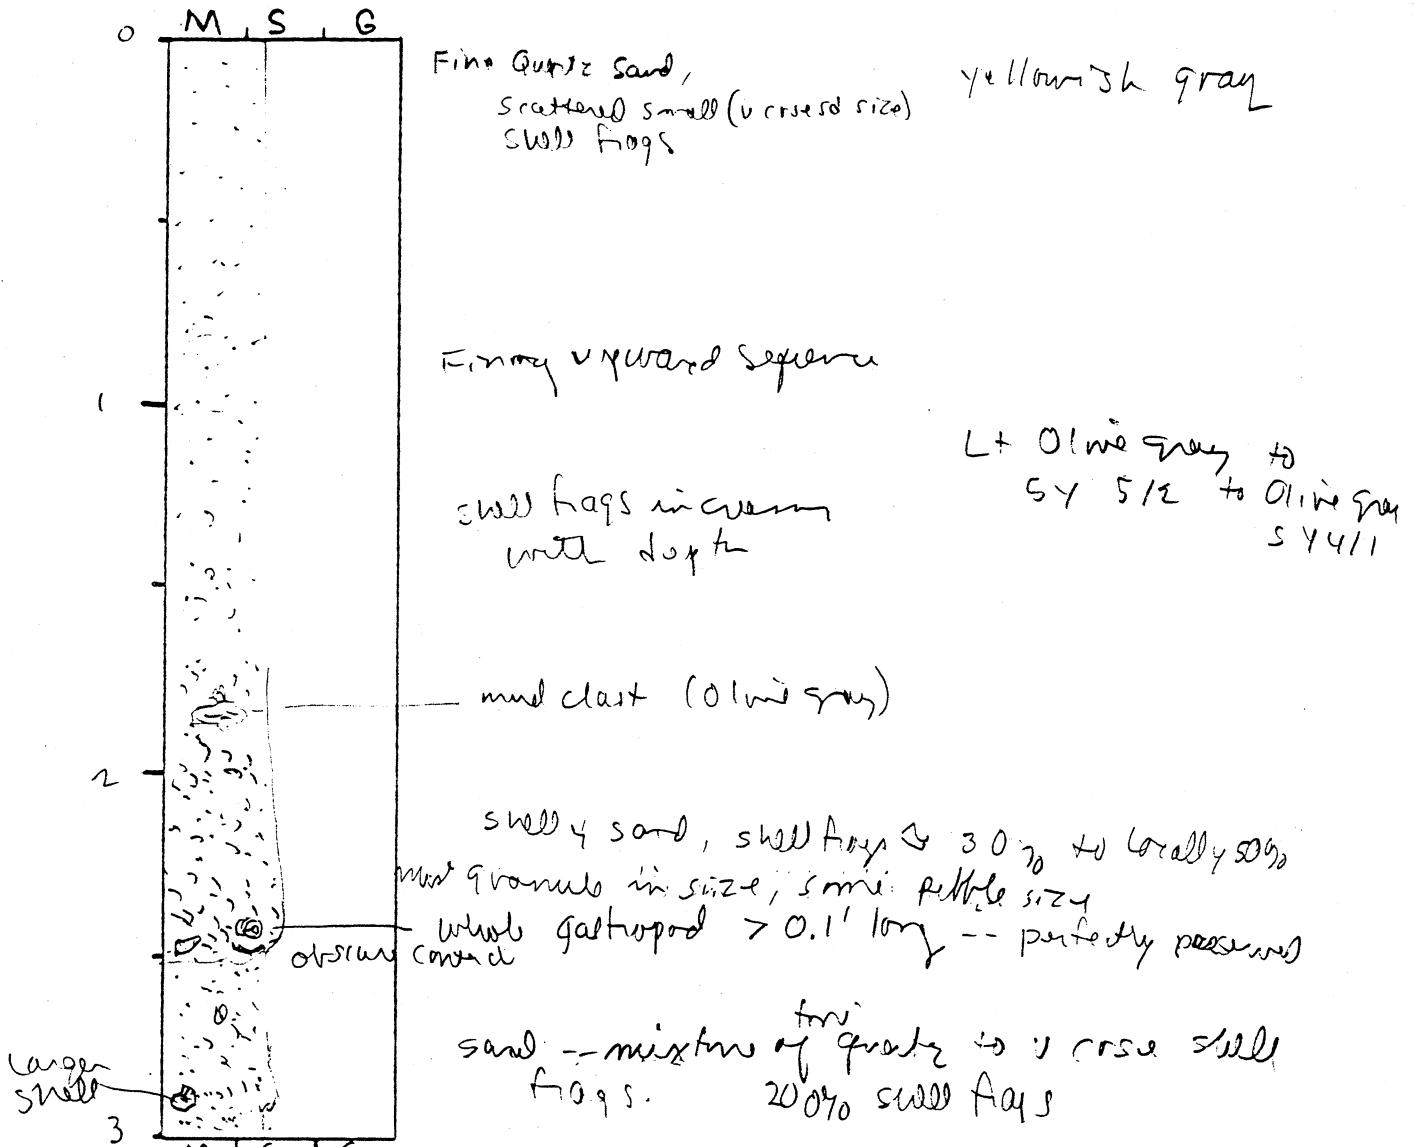 M S G
0
Fine Quartz Sand, yellowish gray
scattered small (v crse sd size)
shell frags
Fining upward sequence
1
Lt Olive gray to
5Y 5/2 to Olive gray
5Y4/1
shell frags increasing
with depth
mud clast (Olive gray)
2
shelly sand, shell frags 30% to locally 50%
most granule in size, some pebble size
whole gastropod > 0.1' long -- perfectly preserved
obscure contact
fine
sand -- mixture of quartz to v crse shell
frags. 20% shell frags
Larger
shell
3